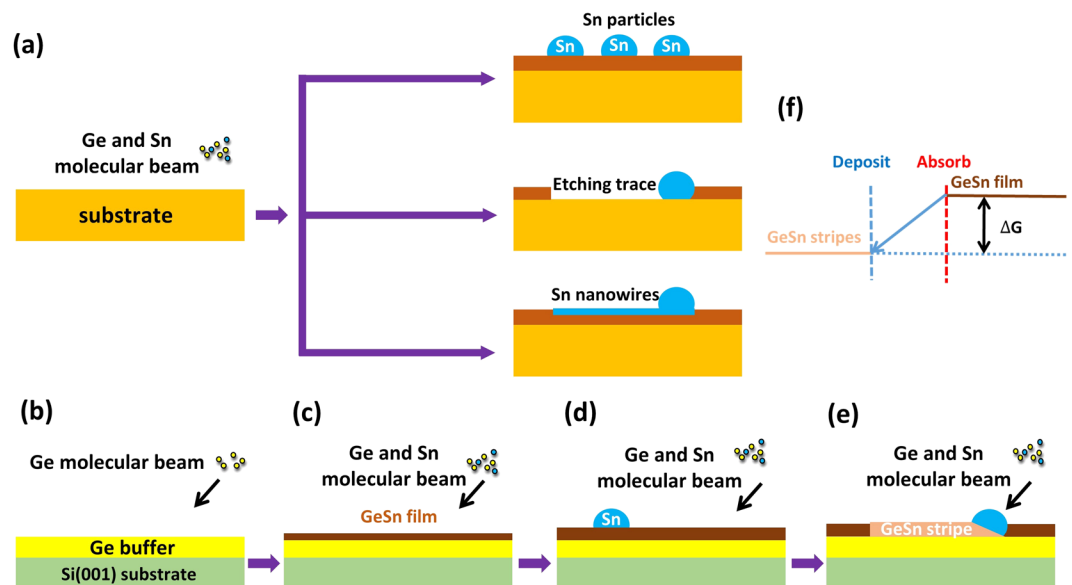 (a)
Ge and Sn
molecular beam
substrate
Sn particles
Sn Sn Sn
Etching trace
Sn nanowires
(f)
Deposit Absorb
GeSn film
GeSn stripes
ΔG
(b)
Ge molecular beam
Ge buffer
Si(001) substrate
(c)
Ge and Sn
molecular beam
GeSn film
(d)
Ge and Sn
molecular beam
Sn
(e)
Ge and Sn
molecular beam
GeSn stripe